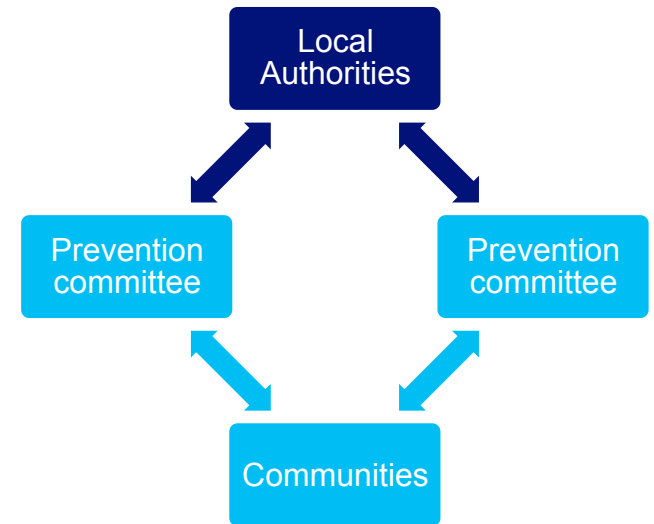 Local
Authorities
Prevention
committee
Prevention
committee
Communities